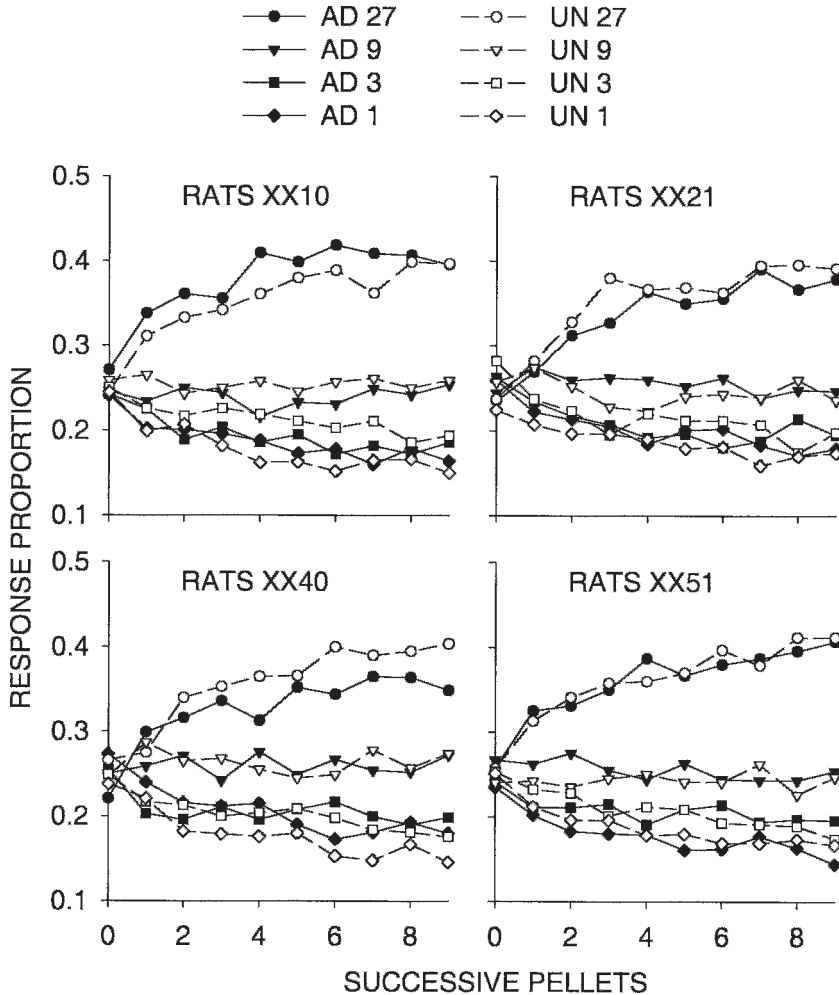 AD 27 UN 27
AD 9 UN 9
AD 3 UN 3
AD 1 UN 1
RESPONSE PROPORTION
0.5
0.4
0.3
0.2
0.1
RATS XX10
RATS XX21
0.5
0.4
0.3
0.2
0.1
RATS XX40
RATS XX51
0 2 4 6 8
0 2 4 6 8
SUCCESSIVE PELLETS